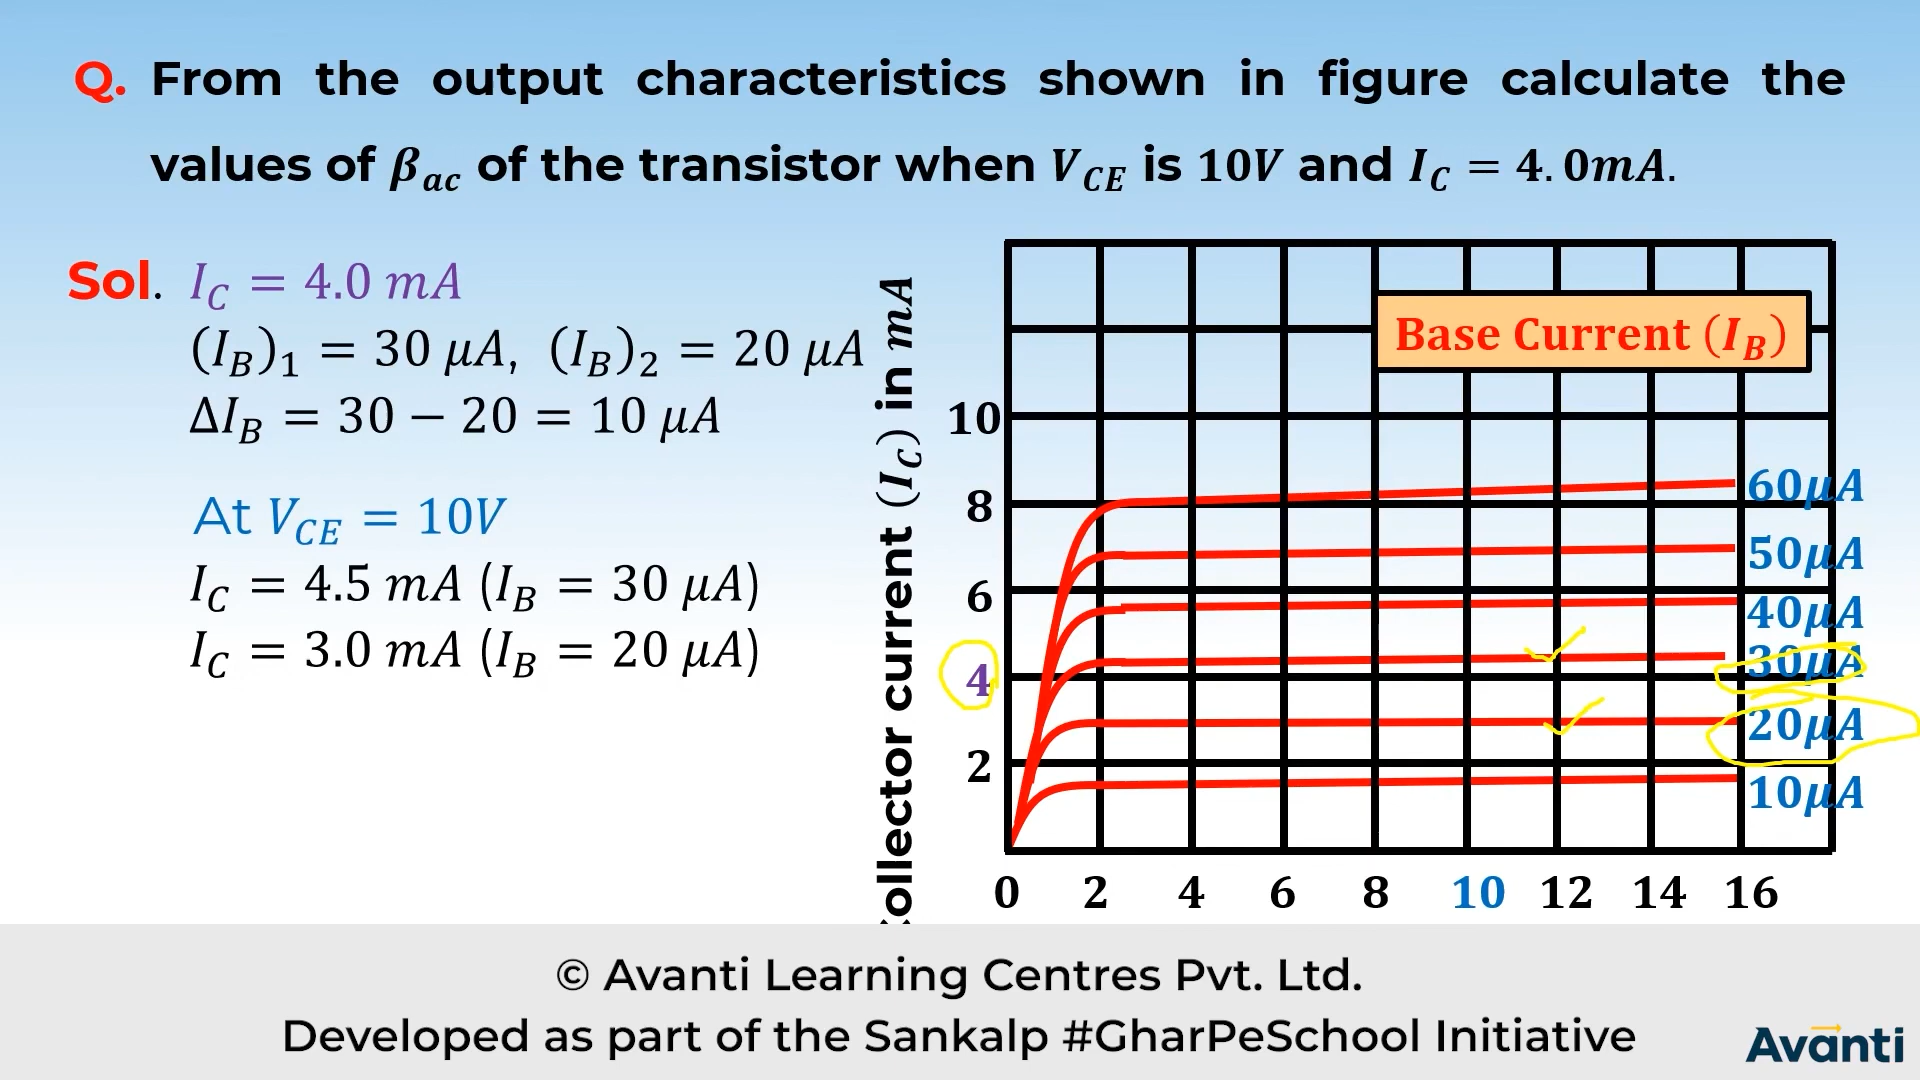 Q. From the output characteristics shown in figure calculate the
values of β_ac of the transistor when V_CE is 10V and I_C = 4.0mA.
Sol. I_C = 4.0 mA
(I_B)_1 = 30 μA, (I_B)_2 = 20 μA
ΔI_B = 30 − 20 = 10 μA
At V_CE = 10V
I_C = 4.5 mA (I_B = 30 μA)
I_C = 3.0 mA (I_B = 20 μA)
current (I_C) in mA
Base Current (I_B)
10
8
6
4
2
60μA
50μA
40μA
30μA
20μA
10μA
0 2 4 6 8 10 12 14 16
© Avanti Learning Centres Pvt. Ltd.
Developed as part of the Sankalp #GharPeSchool Initiative
Avanti